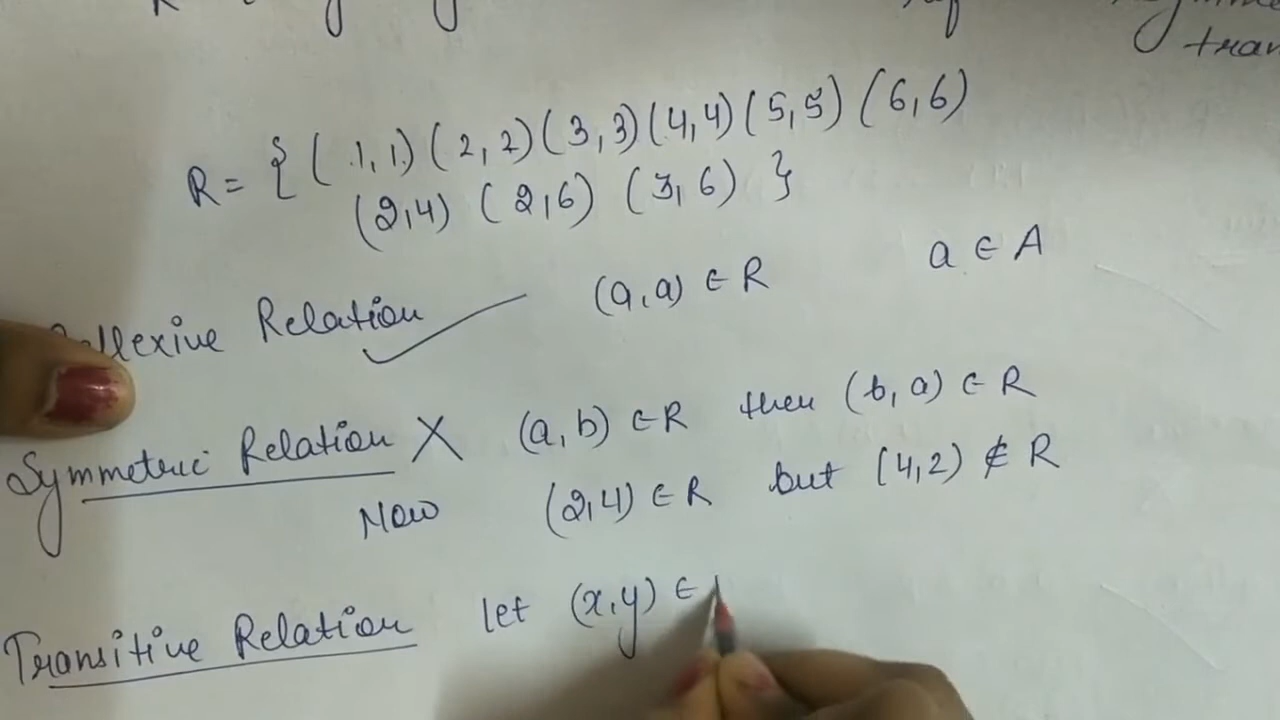 tran
R = { ( 1,1) ( 2,2) ( 3,3) (4,4) ( 5,5) (6,6)
(2,4) ( 2,6) (3,6) }
Relation (a,a) ∈ R a ∈ A
Symmetric Relation X (a,b) ∈ R then (b,a) ∈ R
Now (2,4) ∈ R but (4,2) ∉ R
Transitive Relation let (x,y) ∈